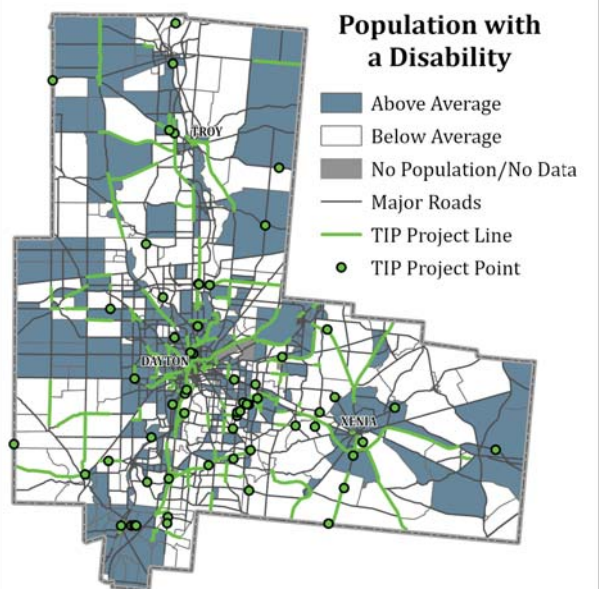 Population with
a Disability
Above Average
Below Average
No Population/No Data
Major Roads
TIP Project Line
TIP Project Point
TROY
DAYTON
XENIA